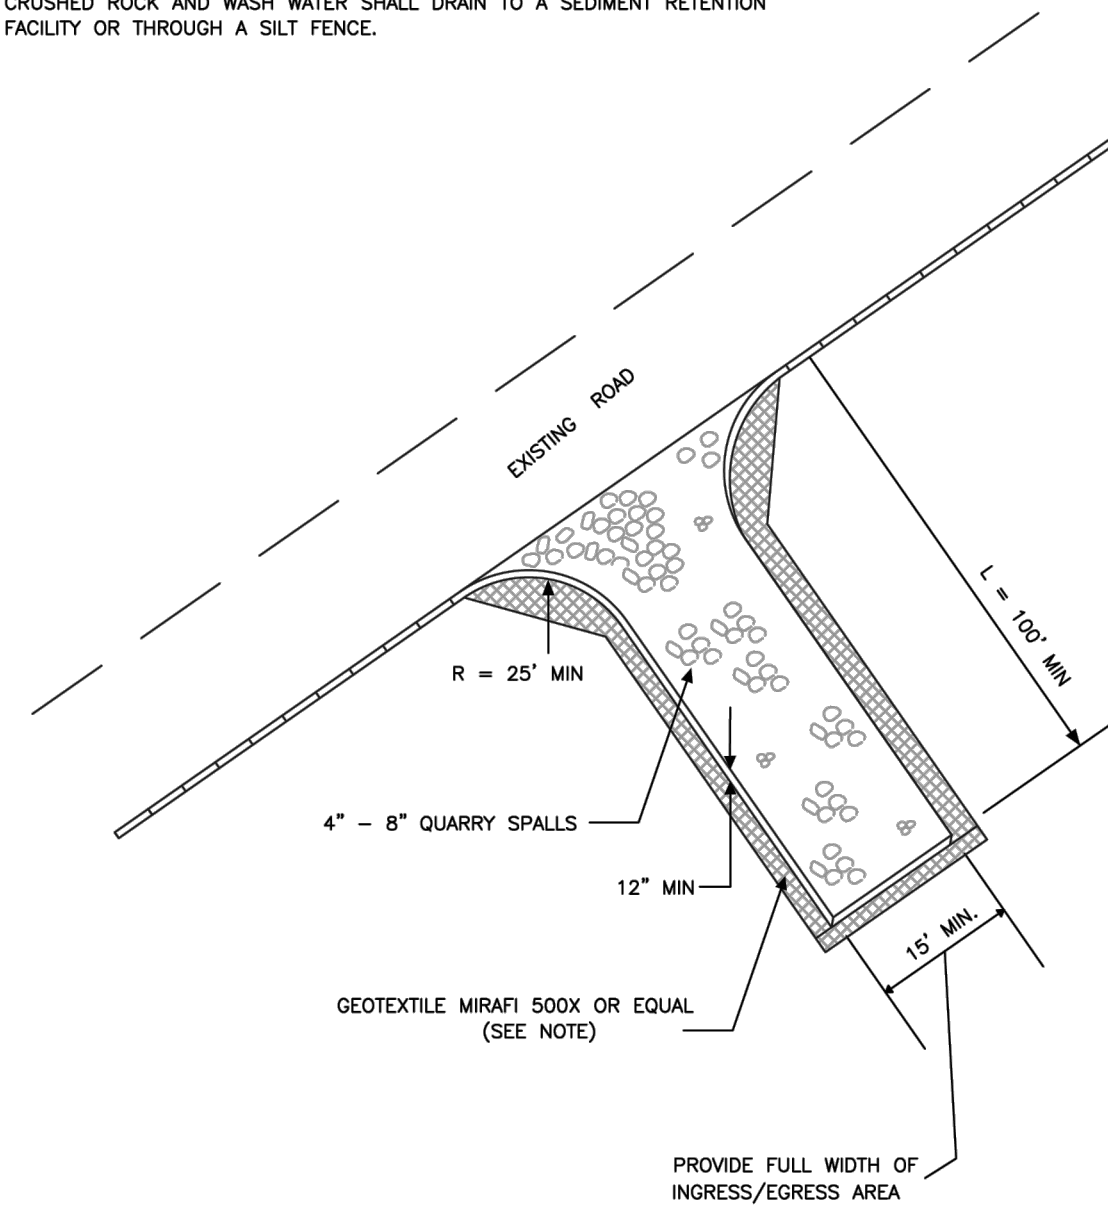 CRUSHED ROCK AND WASH WATER SHALL DRAIN TO A SEDIMENT RETENTION
FACILITY OR THROUGH A SILT FENCE.
EXISTING ROAD
L = 100' MIN
R = 25' MIN
4" - 8" QUARRY SPALLS
12" MIN
15' MIN.
GEOTEXTILE MIRAFI 500X OR EQUAL
(SEE NOTE)
PROVIDE FULL WIDTH OF
INGRESS/EGRESS AREA